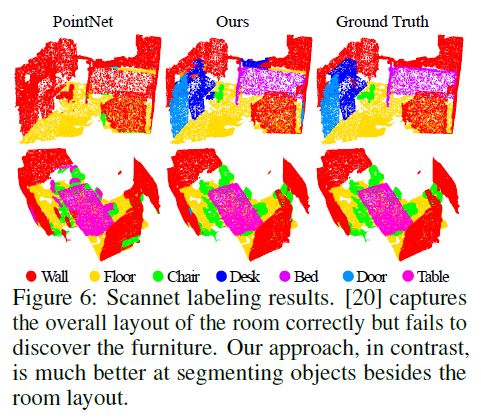 PointNet Ours Ground Truth
Wall Floor Chair Desk Bed Door Table
Figure 6: Scannet labeling results. [20] captures
the overall layout of the room correctly but fails to
discover the furniture. Our approach, in contrast,
is much better at segmenting objects besides the
room layout.